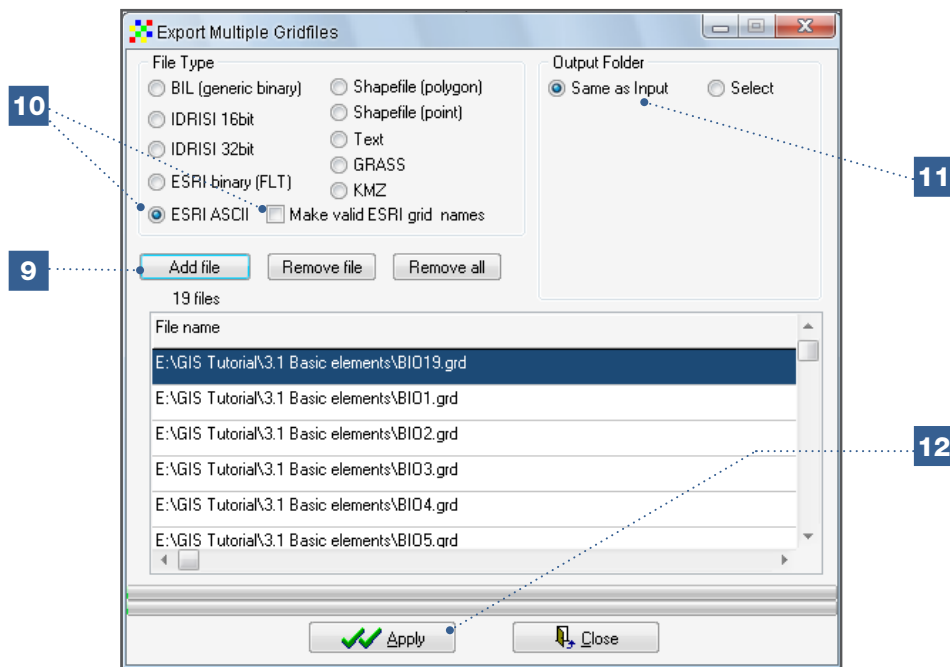 Export Multiple Gridfiles
File Type
BIL (generic binary)
IDRISI 16bit
IDRISI 32bit
ESRI binary (FLT)
ESRI ASCII
Make valid ESRI grid names
Shapefile (polygon)
Shapefile (point)
Text
GRASS
KMZ
Output Folder
Same as Input
Select
10
11
9
Add file
Remove file
Remove all
19 files
File name
E:\GIS Tutorial\3.1 Basic elements\BIO19.grd
E:\GIS Tutorial\3.1 Basic elements\BIO1.grd
E:\GIS Tutorial\3.1 Basic elements\BIO2.grd
E:\GIS Tutorial\3.1 Basic elements\BIO3.grd
E:\GIS Tutorial\3.1 Basic elements\BIO4.grd
E:\GIS Tutorial\3.1 Basic elements\BIO5.grd
12
Apply
Close